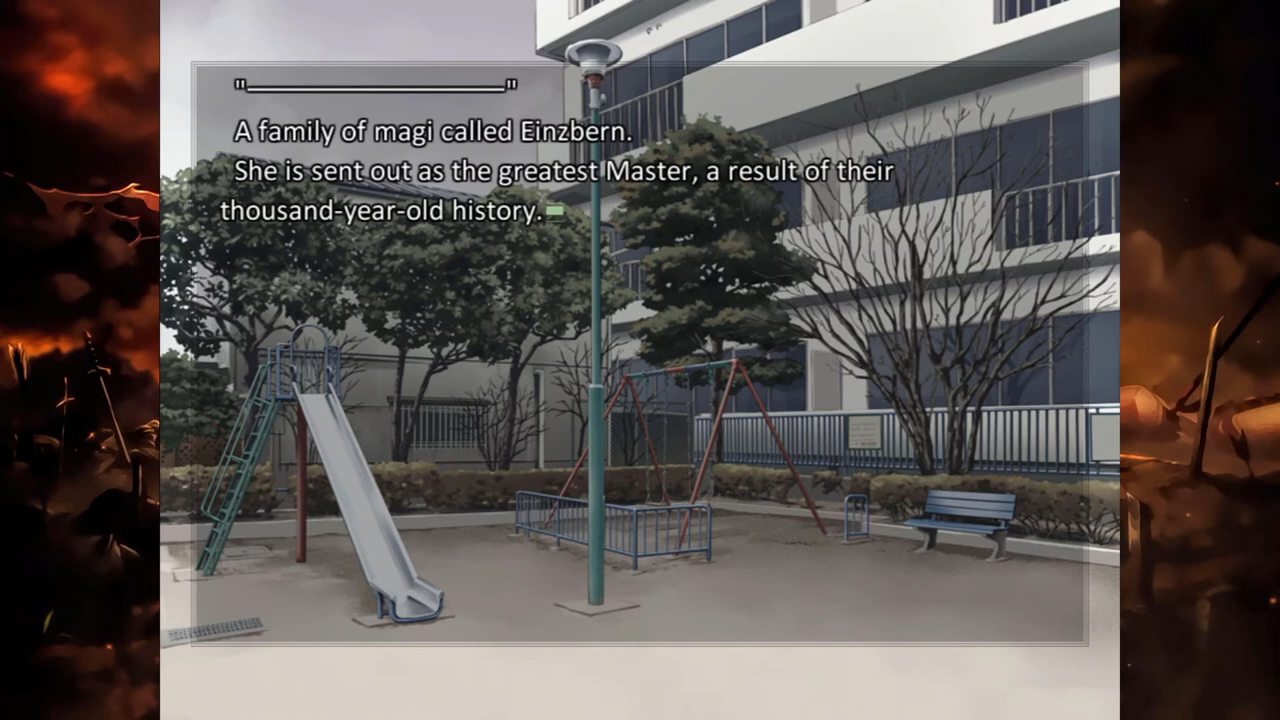 "————————————"
A family of magi called Einzbern.
She is sent out as the greatest Master, a result of their
thousand-year-old history.